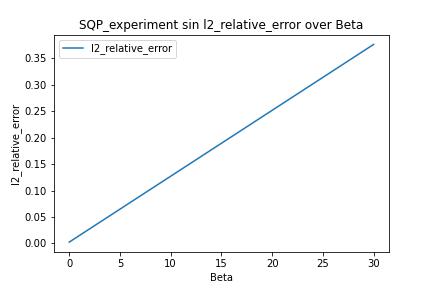 SQP_experiment sin l2_relative_error over Beta
l2_relative_error
l2_relative_error
0.35
0.30
0.25
0.20
0.15
0.10
0.05
0.00
0 5 10 15 20 25 30
Beta